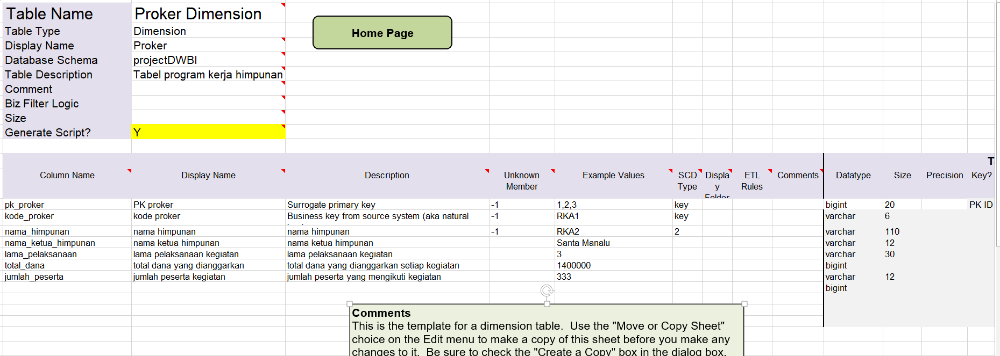 Table Name Proker Dimension
Table Type Dimension
Home Page
Display Name Proker
Database Schema projectDWBI
Table Description Tabel program kerja himpunan
Comment
Biz Filter Logic
Size
Generate Script? Y
Column Name Display Name Description Unknown Member Example Values SCD Type Display Folder ETL Rules Comments Datatype Size Precision Key?
pk_proker PK proker Surrogate primary key -1 1,2,3 key bigint 20 PK ID
kode_proker kode proker Business key from source system (aka natural -1 RKA1 key varchar 6
nama_himpunan nama himpunan nama himpunan -1 RKA2 2 varchar 110
nama_ketua_himpunan nama ketua himpunan nama ketua himpunan Santa Manalu varchar 12
lama_pelaksanaan lama pelaksanaan kegiatan lama pelaksanaan kegiatan 3 varchar 30
total_dana total dana yang dianggarkan total dana yang dianggarkan setiap kegiatan 1400000 bigint
jumlah_peserta jumlah peserta kegiatan jumlah peserta yang mengikuti kegiatan 333 varchar 12
bigint
Comments
This is the template for a dimension table. Use the "Move or Copy Sheet"
choice on the Edit menu to make a copy of this sheet before you make any
changes to it. Be sure to check the "Create a Copy" box in the dialog box.